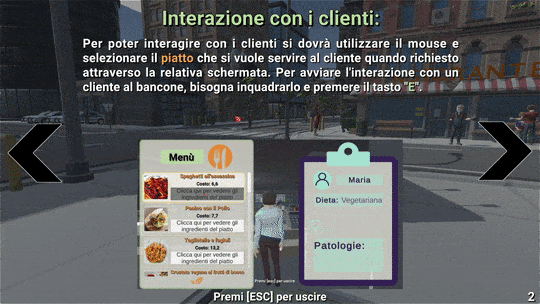 Interazione con i clienti:
Per poter interagire con i clienti si dovrà utilizzare il mouse e
selezionare il piatto che si vuole servire al cliente quando richiesto
attraverso la relativa schermata. Per avviare l'interazione con un
cliente al bancone, bisogna inquadrarlo e premere il tasto "E".
Menù
Spaghetti all'assassina
Costo: 6,6
Clicca qui per vedere gli
ingredienti del piatto
Panino con il Pollo
Costo: 7,7
Clicca qui per vedere gli
ingredienti del piatto
Tagliatelle e fagioli
Costo: 13,2
Clicca qui per vedere gli
ingredienti del piatto
Crostata vegana ai frutti di bosco
Maria
Dieta: Vegetariana
Patologie:
Premi [ESC] per uscire
Premi [ESC] per uscire
2